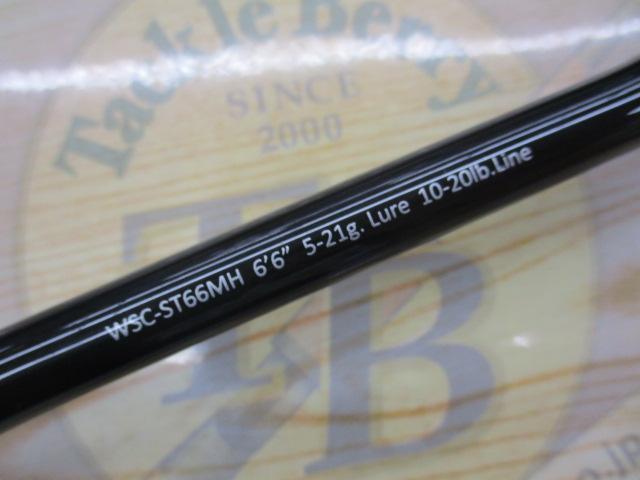 Tackle Berry
SINCE
2000
WSC-ST66MH 6'6" 5-21g. Lure 10-20lb.Line
TB